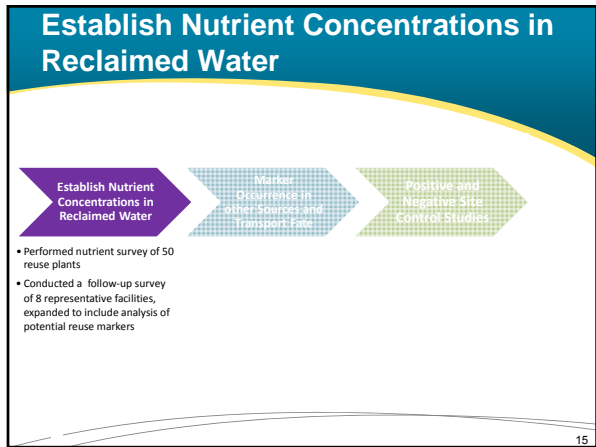 Establish Nutrient Concentrations in
Reclaimed Water
Establish Nutrient
Concentrations in
Reclaimed Water
Marker
Occurrence in
other Sources and
Transport Fate
Positive and
Negative Site
Control Studies
• Performed nutrient survey of 50
reuse plants
• Conducted a follow-up survey
of 8 representative facilities,
expanded to include analysis of
potential reuse markers
15